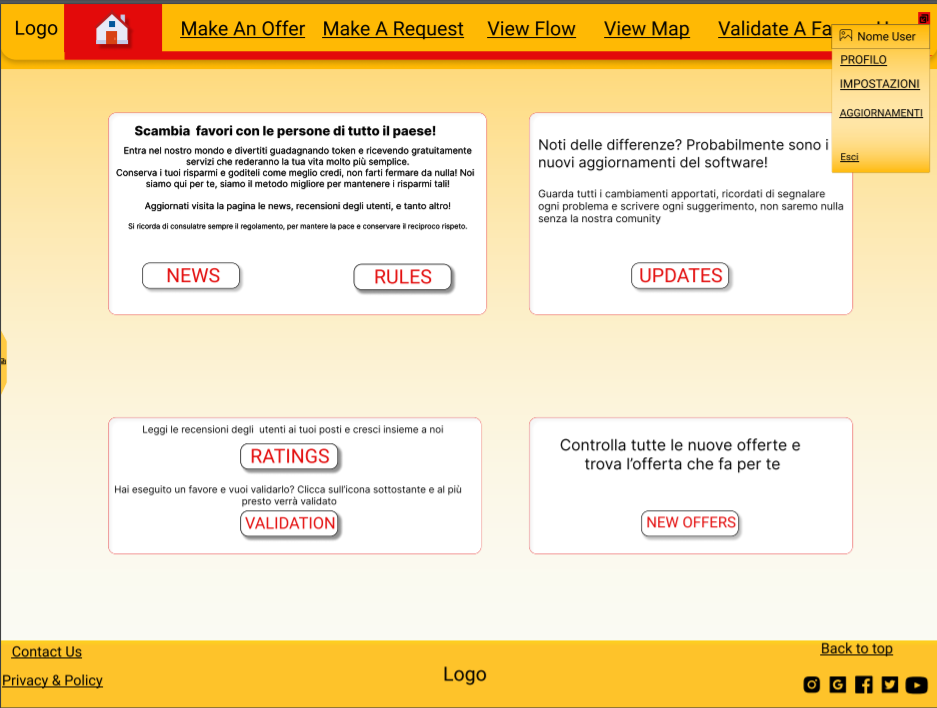 Logo
Make An Offer
Make A Request
View Flow
View Map
Validate A Fa
Nome User
PROFILO
IMPOSTAZIONI
AGGIORNAMENTI
Esci
Scambia favori con le persone di tutto il paese!
Entra nel nostro mondo e divertiti guadagnando token e ricevendo gratuitamente
servizi che rederanno la tua vita molto più semplice.
Conserva i tuoi risparmi e goditeli come meglio credi, non farti fermare da nulla! Noi
siamo qui per te, siamo il metodo migliore per mantenere i risparmi tali!
Aggiornati visita la pagina le news, recensioni degli utenti, e tanto altro!
Si ricorda di consulatre sempre il regolamento, per mantere la pace e conservare il reciproco rispeto.
NEWS
RULES
Noti delle differenze? Probabilmente sono i
nuovi aggiornamenti del software!
Guarda tutti i cambiamenti apportati, ricordati di segnalare
ogni problema e scrivere ogni suggerimento, non saremo nulla
senza la nostra comunity
UPDATES
Leggi le recensioni degli utenti ai tuoi posti e cresci insieme a noi
RATINGS
Hai eseguito un favore e vuoi validarlo? Clicca sull'icona sottostante e al più
presto verrà validato
VALIDATION
Controlla tutte le nuove offerte e
trova l'offerta che fa per te
NEW OFFERS
Contact Us
Privacy & Policy
Logo
Back to top